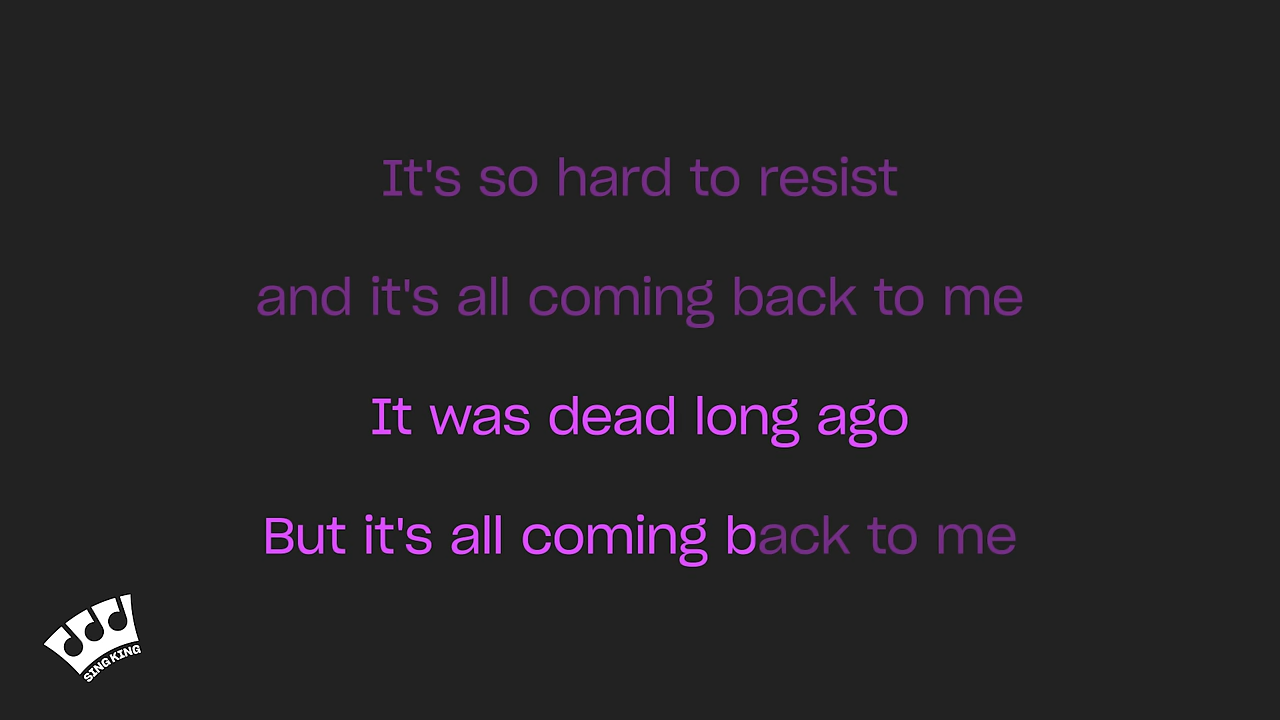 It's so hard to resist
and it's all coming back to me
It was dead long ago
But it's all coming back to me
SING KING